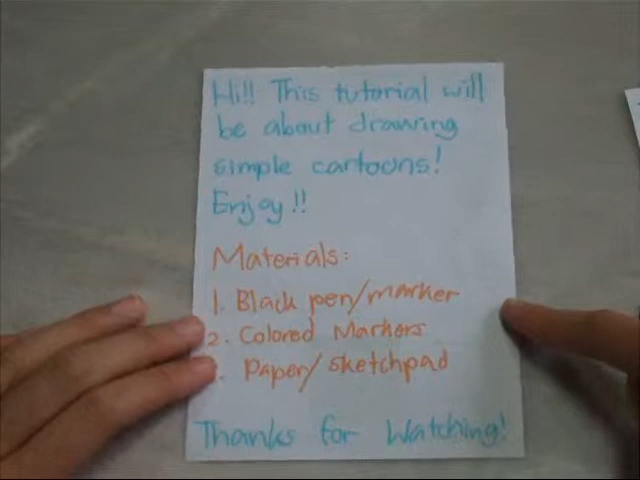 Hi!! This tutorial will
be about drawing
simple cartoons!
Enjoy!!
Materials:
1. Black pen/marker
2. Colored Markers
. Paper/sketchpad
Thanks for Watching!